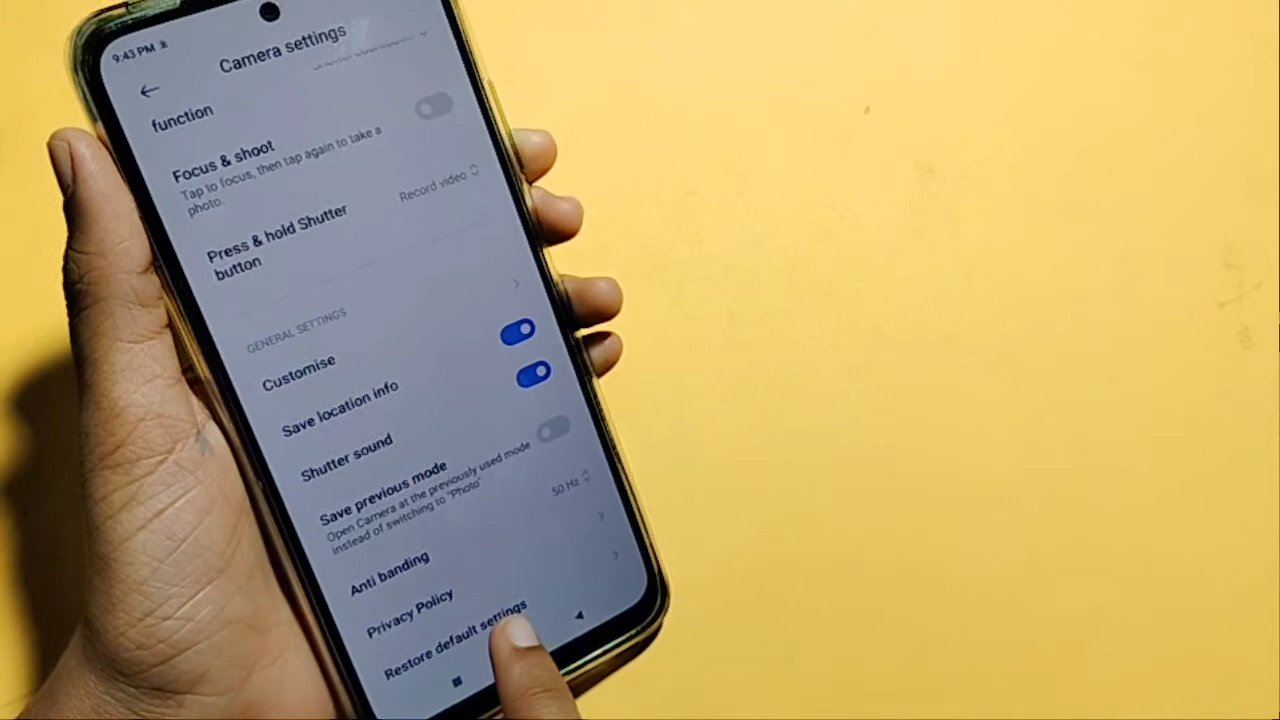 9:43 PM
Camera settings
function
Focus & shoot
Tap to focus, then tap again to take a
photo.
Press & hold Shutter
button
Record video
GENERAL SETTINGS
Customise
Save location info
Shutter sound
Save previous mode
Open Camera at the previously used mode
instead of switching to "Photo"
Anti banding
50 Hz
Privacy Policy
Restore default settings